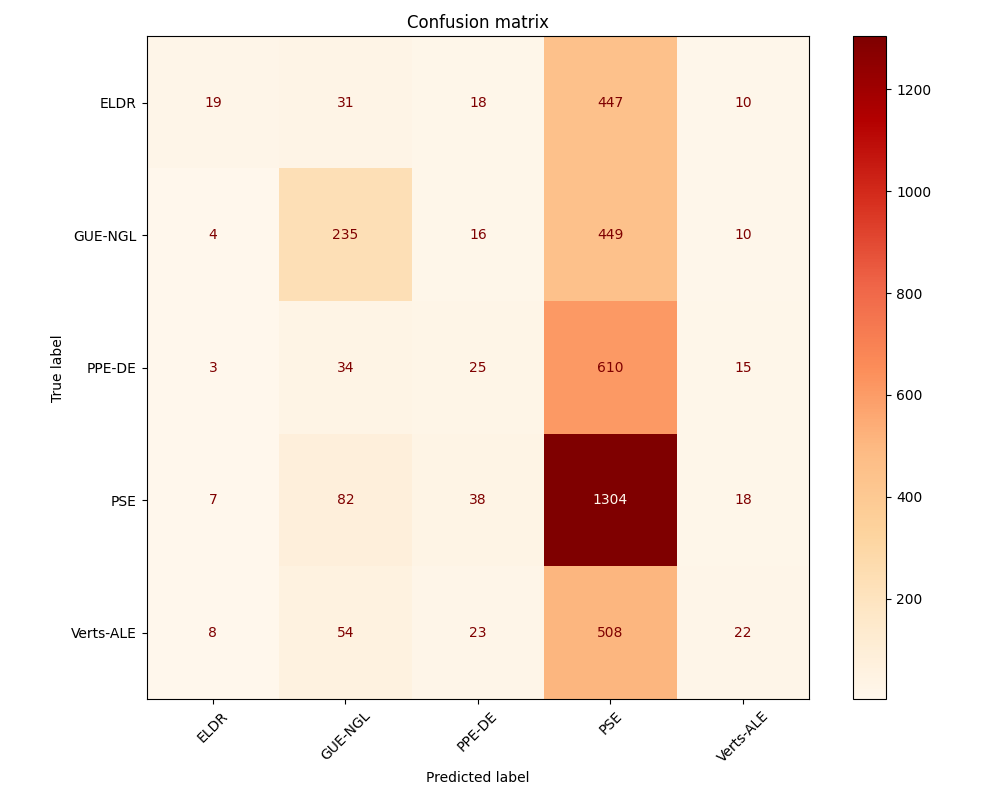 Confusion matrix
ELDR 19 31 18 447 10
GUE-NGL 4 235 16 449 10
PPE-DE 3 34 25 610 15
PSE 7 82 38 1304 18
Verts-ALE 8 54 23 508 22
ELDR GUE-NGL PPE-DE PSE Verts-ALE
Predicted label
True label
1200
1000
800
600
400
200